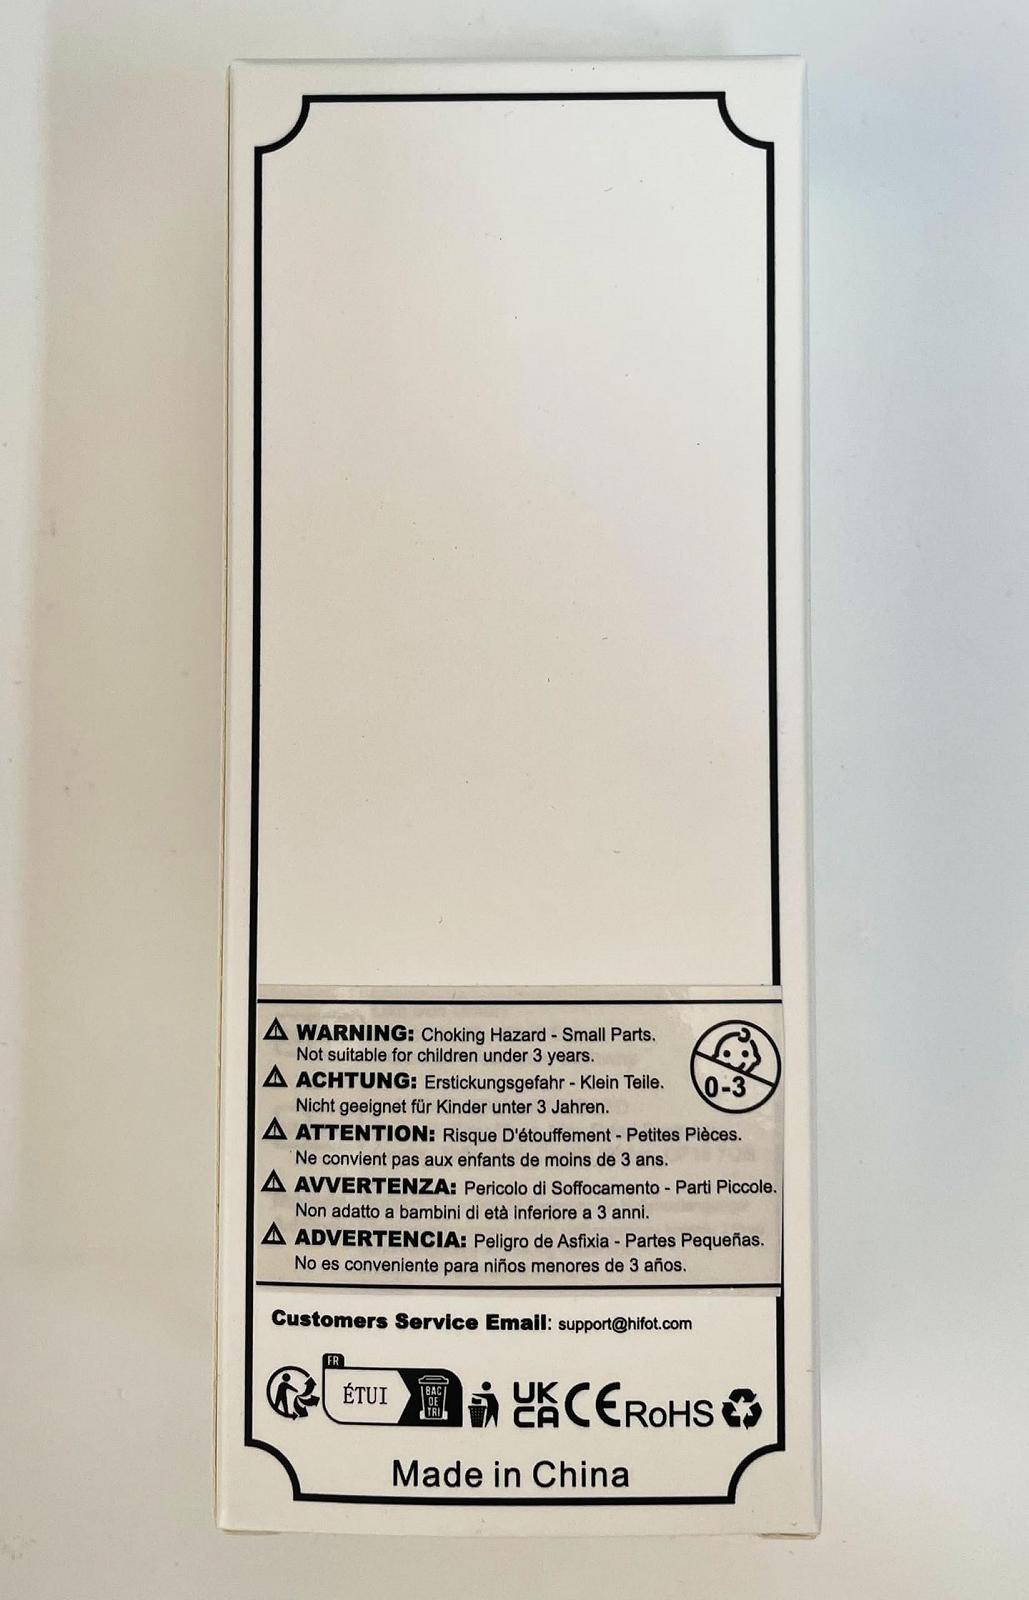 WARNING: Choking Hazard - Small Parts.
Not suitable for children under 3 years.
0-3
ACHTUNG: Erstickungsgefahr - Klein Teile.
Nicht geeignet für Kinder unter 3 Jahren.
ATTENTION: Risque D'étouffement - Petites Pièces.
Ne convient pas aux enfants de moins de 3 ans.
AVVERTENZA: Pericolo di Soffocamento - Parti Piccole.
Non adatto a bambini di età inferiore a 3 anni.
ADVERTENCIA: Peligro de Asfixia - Partes Pequeñas.
No es conveniente para niños menores de 3 años.
Customers Service Email: support@hifot.com
FR
ÉTUI
BAC
DE
TRI
UK
CA
CE
RoHS
Made in China